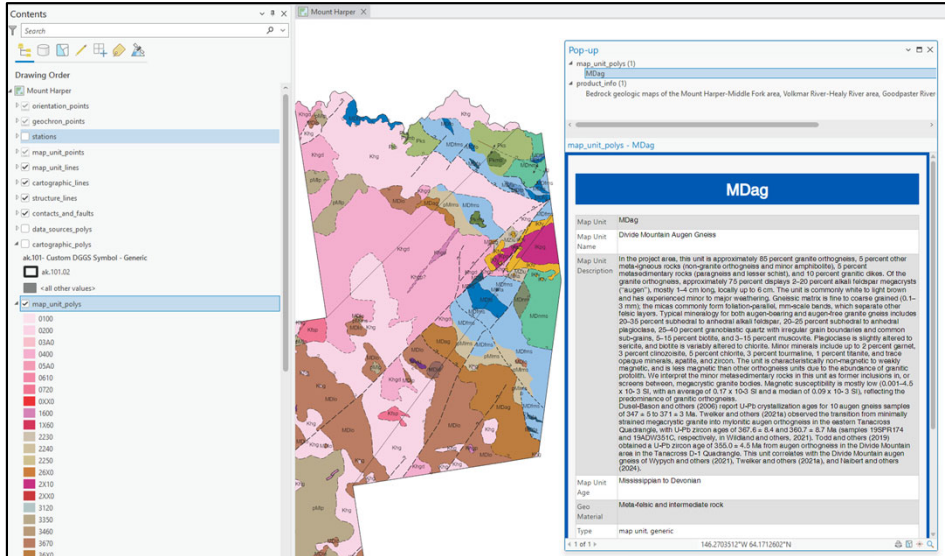 Contents
Search
Drawing Order
Mount Harper
orientation_points
geochron_points
stations
map_unit_points
map_unit_lines
cartographic_lines
structure_lines
contacts_and_faults
data_sources_polys
cartographic_polys
ak.101- Custom DGGS Symbol - Generic
ak.101.02
<all other values>
map_unit_polys
0100
0200
03A0
0400
05A0
0610
0720
0XX0
1600
1X60
2230
2240
2250
26X0
2X10
2XX0
3120
3350
3460
3670
36X0
Mount Harper
Khg
Khgd
MDag
Pop-up
map_unit_polys (1)
MDag
product_info (1)
Bedrock geologic maps of the Mount Harper-Middle Fork area, Volkmar River-Healy River area, Goodpaster River
map_unit_polys - MDag
MDag
Map Unit MDag
Map Unit Name Divide Mountain Augen Gneiss
Map Unit Description In the project area, this unit is approximately 85 percent granite orthogneiss, 5 percent other
meta-igneous rocks (non-granite orthogneiss and minor amphibolite), 5 percent
metasedimentary rocks (paragneiss and lesser schist), and 10 percent granitic dikes. Of the
granite orthogneiss, approximately 75 percent displays 2-20 percent alkali feldspar megacrysts
("augen"), mostly 1–4 cm long, locally up to 6 cm. The unit is commonly white to light brown
and has experienced minor to major weathering. Gneissic matrix is fine to coarse grained (0.1–
3 mm); the micas commonly form foliation-parallel, mm-scale bands, which separate other
felsic layers. Typical mineralogy for both augen-bearing and augen-free granite gneiss includes
20-35 percent subhedral to anhedral alkali feldspar, 20-25 percent subhedral to anhedral
plagioclase, 25-40 percent granoblastic quartz with irregular grain boundaries and common
sub-grains, 5-15 percent biotite, and 3-15 percent muscovite. Plagioclase is slightly altered to
sericite, and biotite is variably altered to chlorite. Minor minerals include up to 2 percent garnet,
3 percent clinozoisite, 5 percent chlorite, 3 percent tourmaline, 1 percent titanite, and trace
opaque minerals, apatite, and zircon. The unit is characteristically non-magnetic to weakly
magnetic, and is less magnetic than other orthogneiss units due to the abundance of granitic
protolith. We interpret the minor metasedimentary rocks in this unit as former inclusions in, or
screens between, megacrystic granite bodies. Magnetic susceptibility is mostly low (0.001–4.5
x 10-3 SI, with an average of 0.17 x 10-3 SI and a median of 0.09 x 10-3 SI), reflecting the
predominance of granitic orthogneiss.
Dusel-Bacon and others (2006) report U-Pb crystallization ages for 10 augen gneiss samples
of 347 ± 5 to 371 ± 3 Ma. Twelker and others (2021a) observed the transition from minimally
strained megacrystic granite into mylonitic augen orthogneiss in the eastern Tanacross
Quadrangle, with U-Pb zircon ages of 367.6 ± 8.4 and 360.7 ± 8.7 Ma (samples 19SPR174
and 19ADW351C, respectively, in Wildland and others, 2021). Todd and others (2019)
obtained a U-Pb zircon age of 355.0 ± 4.5 Ma from augen orthogneiss in the Divide Mountain
area in the Tanacross D-1 Quadrangle. This unit correlates with the Divide Mountain augen
gneiss of Wypych and others (2021), Twelker and others (2021a), and Naibert and others
(2024).
Map Unit Age Mississippian to Devonian
Geo Material Meta-felsic and intermediate rock
Type map unit, generic
1 of 1
146.2703512°W 64.1712602°N